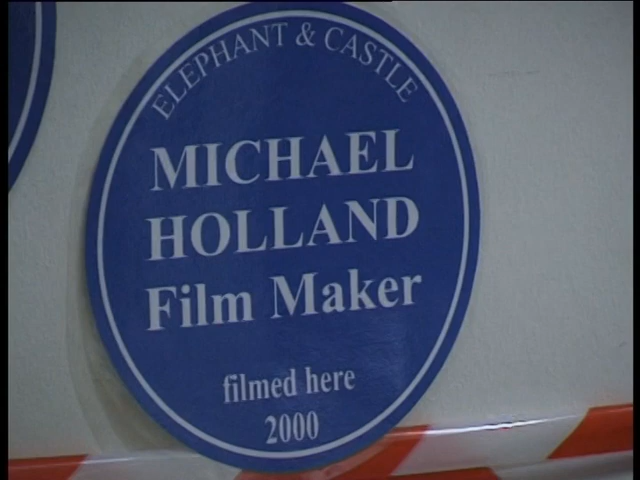 ELEPHANT & CASTLE
MICHAEL
HOLLAND
Film Maker
filmed here
2000